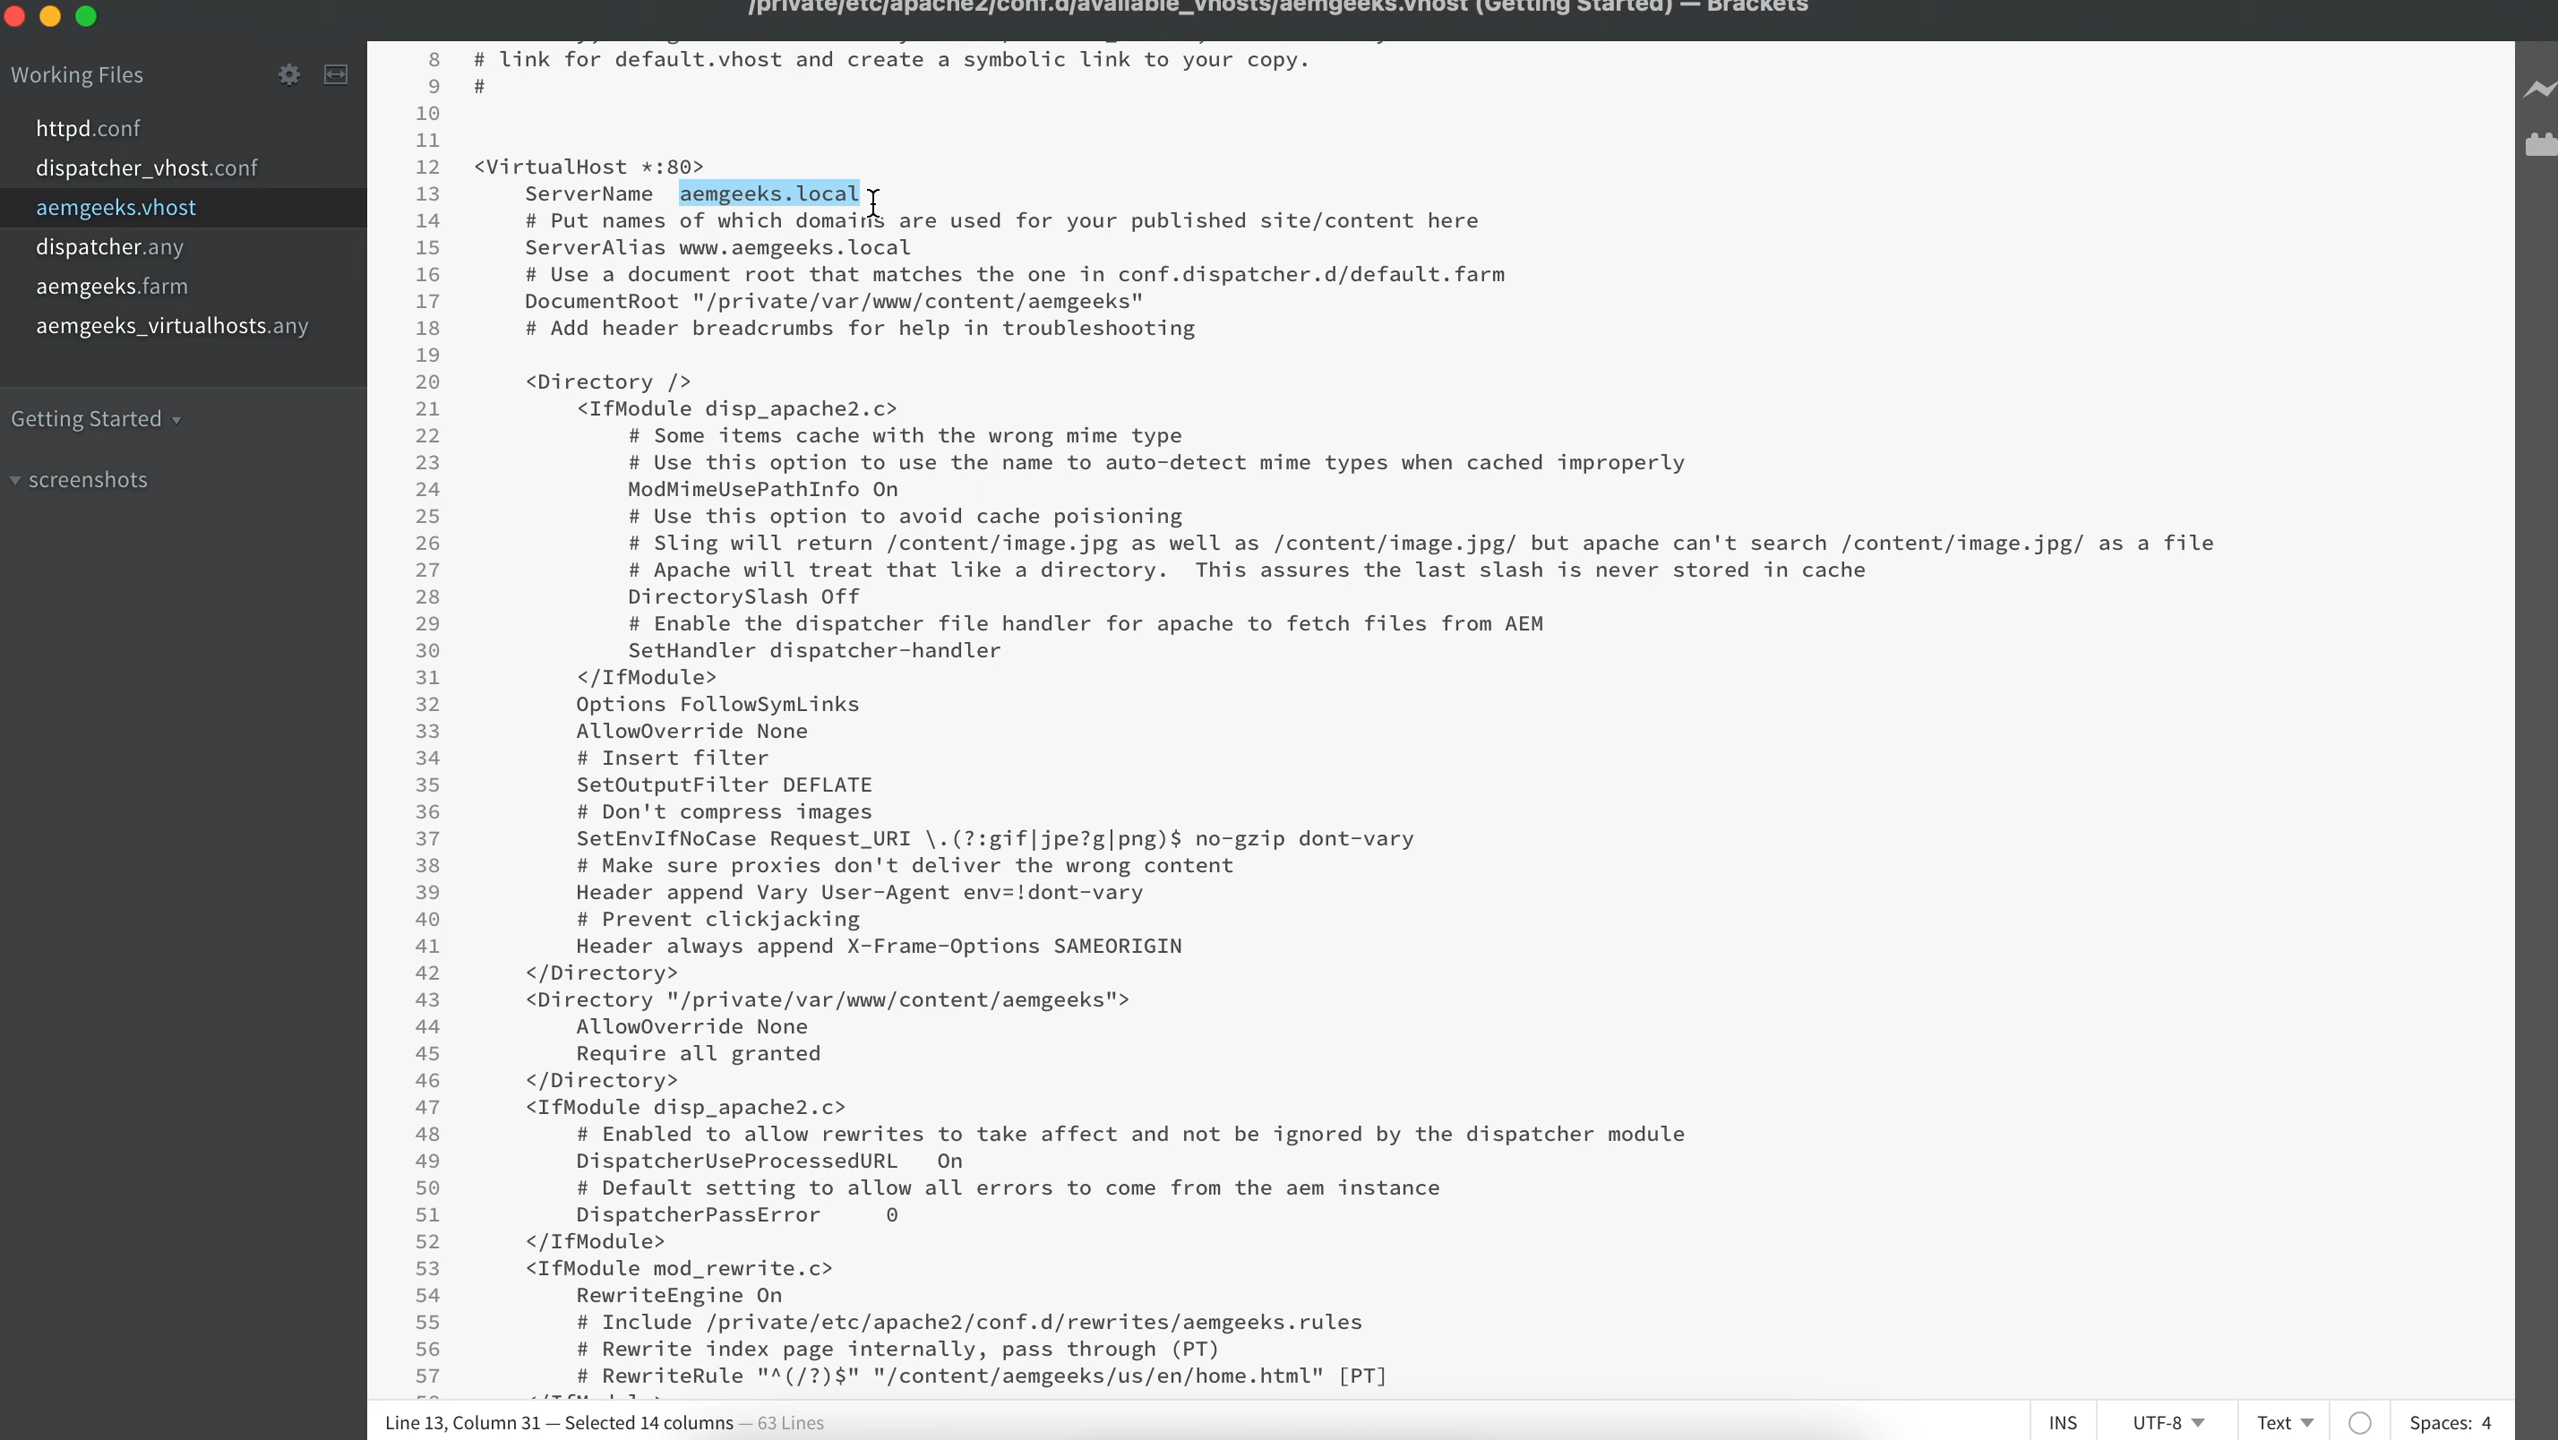 /private/etc/apache2/conf.d/available_vhosts/aemgeeks.vhost (Getting Started) — Brackets
Working Files
httpd.conf
dispatcher_vhost.conf
aemgeeks.vhost
dispatcher.any
aemgeeks.farm
aemgeeks_virtualhosts.any
Getting Started
screenshots
8 # link for default.vhost and create a symbolic link to your copy.
9 #
10
11
12 <VirtualHost *:80>
13     ServerName  aemgeeks.local
14     # Put names of which domains are used for your published site/content here
15     ServerAlias www.aemgeeks.local
16     # Use a document root that matches the one in conf.dispatcher.d/default.farm
17     DocumentRoot "/private/var/www/content/aemgeeks"
18     # Add header breadcrumbs for help in troubleshooting
19
20     <Directory />
21         <IfModule disp_apache2.c>
22             # Some items cache with the wrong mime type
23             # Use this option to use the name to auto-detect mime types when cached improperly
24             ModMimeUsePathInfo On
25             # Use this option to avoid cache poisioning
26             # Sling will return /content/image.jpg as well as /content/image.jpg/ but apache can't search /content/image.jpg/ as a file
27             # Apache will treat that like a directory.  This assures the last slash is never stored in cache
28             DirectorySlash Off
29             # Enable the dispatcher file handler for apache to fetch files from AEM
30             SetHandler dispatcher-handler
31         </IfModule>
32         Options FollowSymLinks
33         AllowOverride None
34         # Insert filter
35         SetOutputFilter DEFLATE
36         # Don't compress images
37         SetEnvIfNoCase Request_URI \.(?:gif|jpe?g|png)$ no-gzip dont-vary
38         # Make sure proxies don't deliver the wrong content
39         Header append Vary User-Agent env=!dont-vary
40         # Prevent clickjacking
41         Header always append X-Frame-Options SAMEORIGIN
42     </Directory>
43     <Directory "/private/var/www/content/aemgeeks">
44         AllowOverride None
45         Require all granted
46     </Directory>
47     <IfModule disp_apache2.c>
48         # Enabled to allow rewrites to take affect and not be ignored by the dispatcher module
49         DispatcherUseProcessedURL   On
50         # Default setting to allow all errors to come from the aem instance
51         DispatcherPassError     0
52     </IfModule>
53     <IfModule mod_rewrite.c>
54         RewriteEngine On
55         # Include /private/etc/apache2/conf.d/rewrites/aemgeeks.rules
56         # Rewrite index page internally, pass through (PT)
57         # RewriteRule "^(/?)$" "/content/aemgeeks/us/en/home.html" [PT]
Line 13, Column 31 — Selected 14 columns — 63 Lines
INS
UTF-8
Text
Spaces: 4